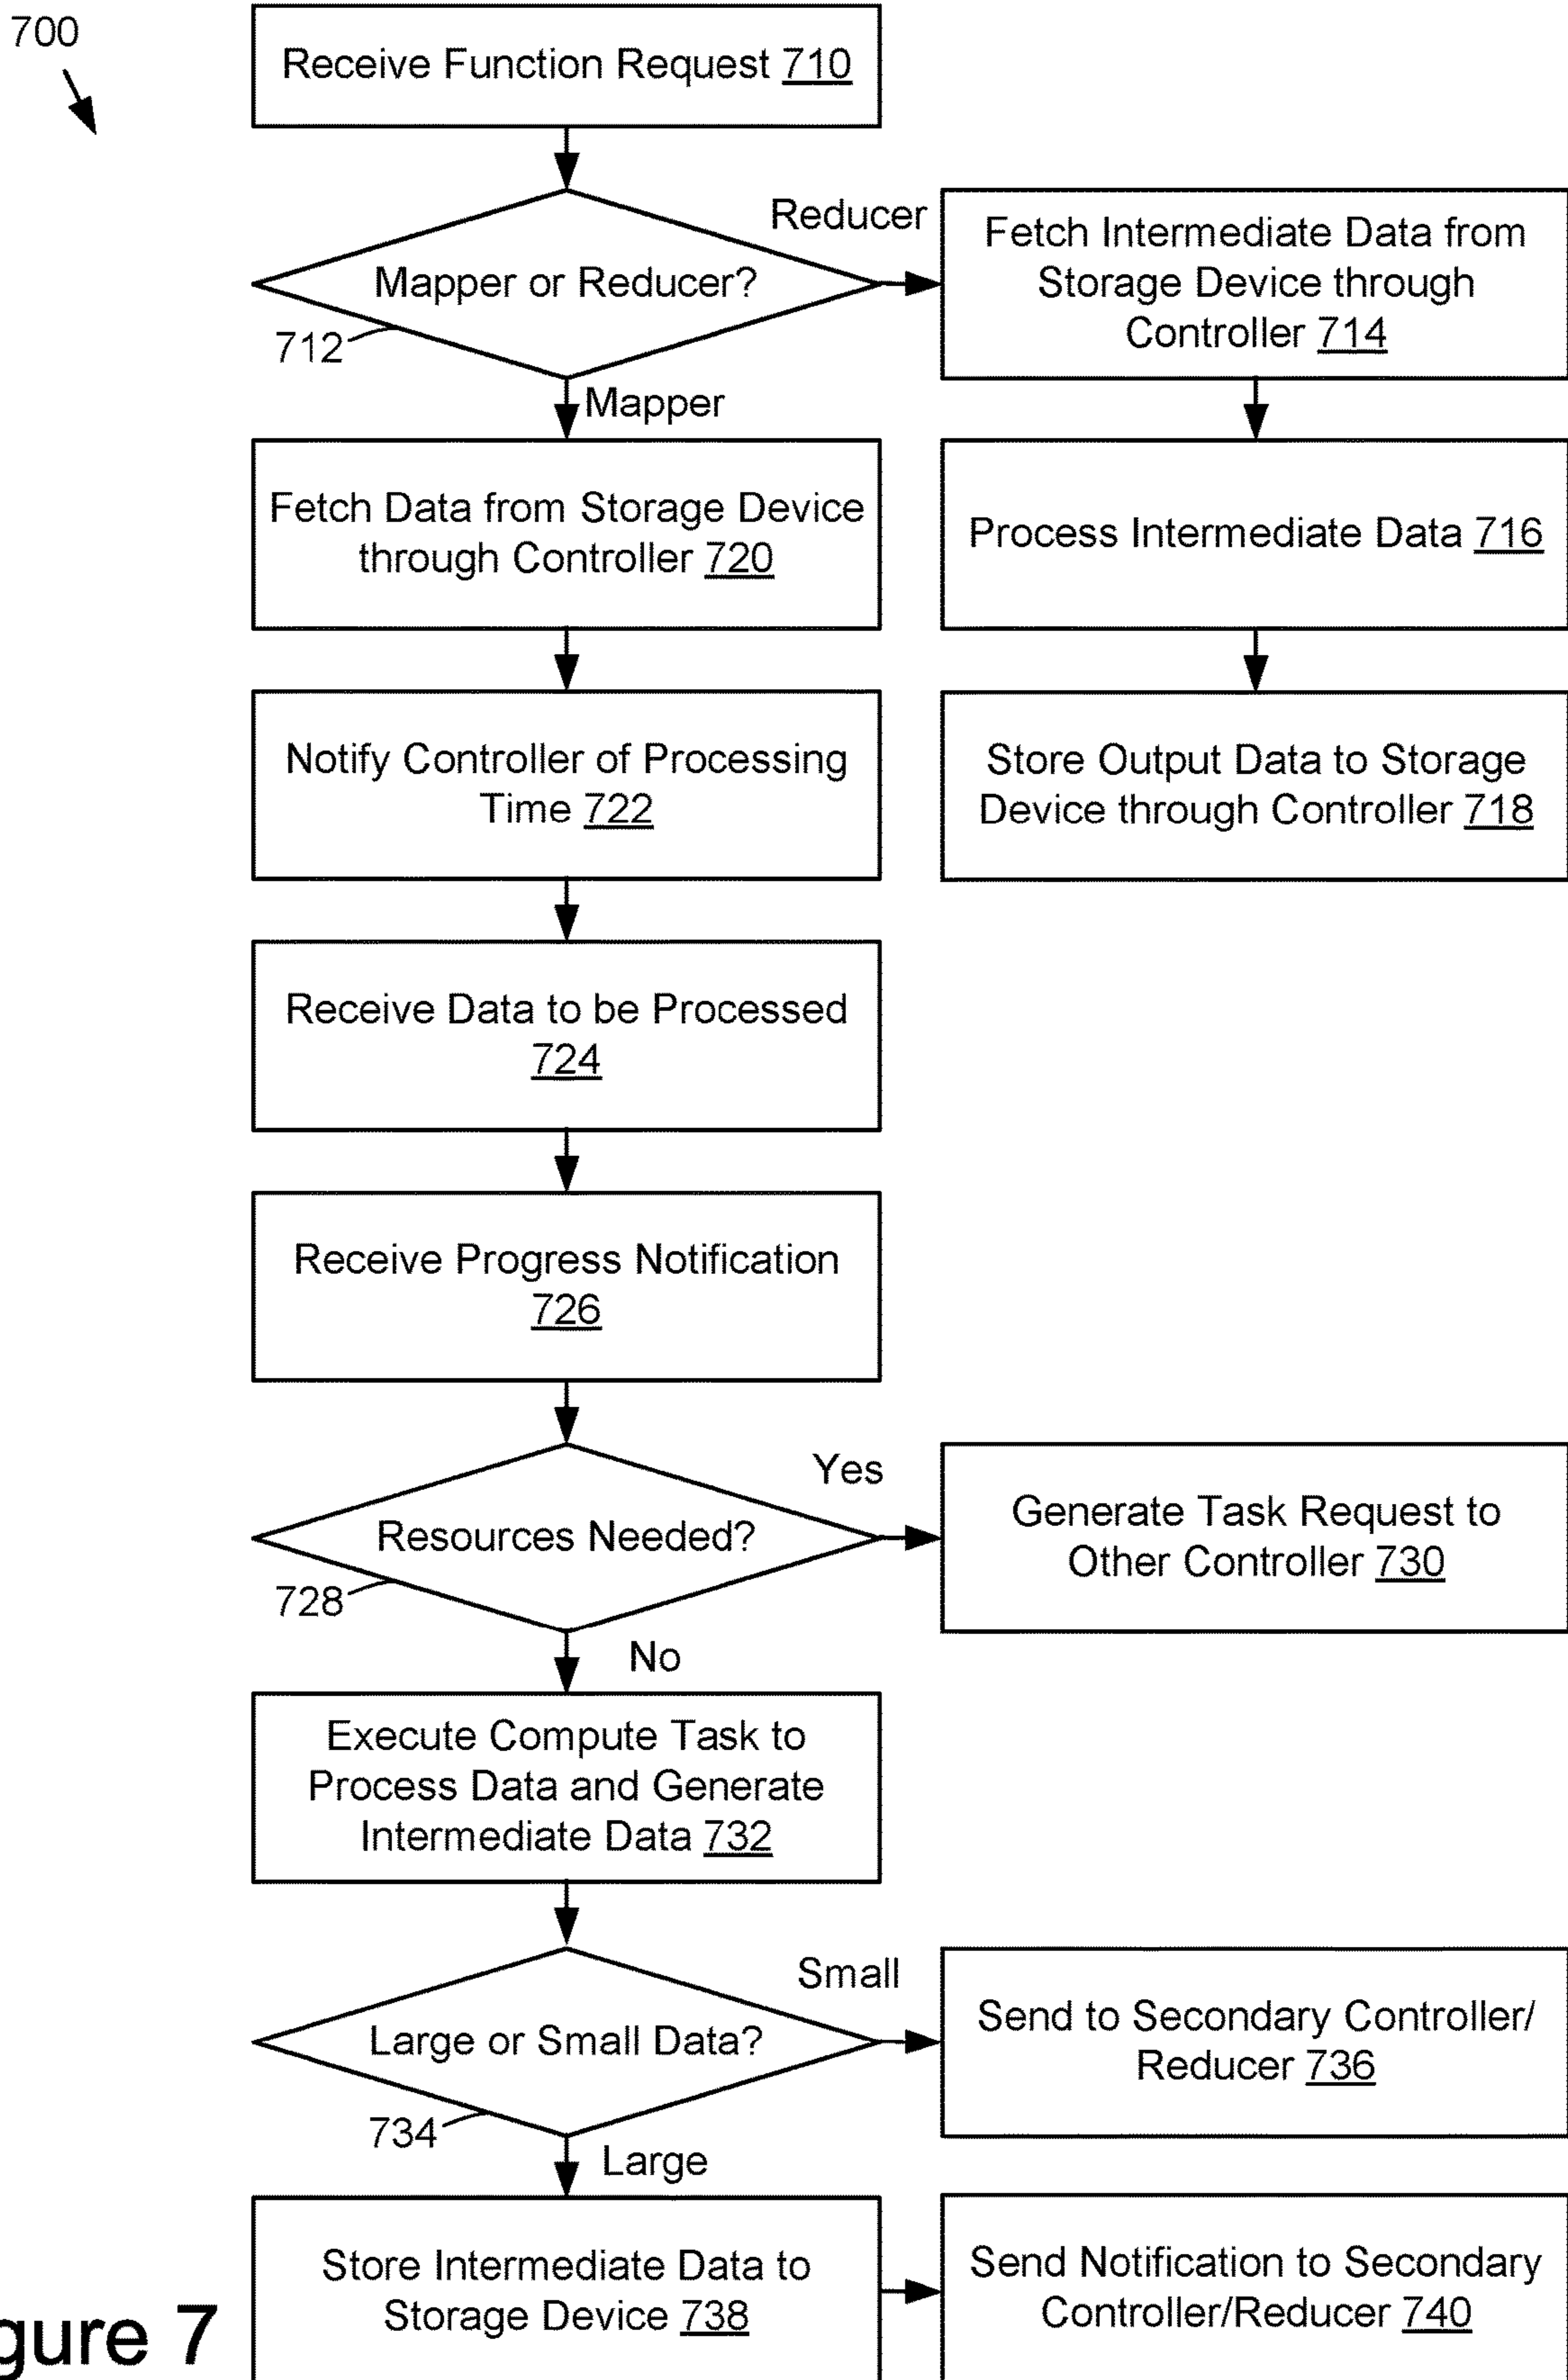 700
Receive Function Request 710
Mapper or Reducer?
712
Reducer
Fetch Intermediate Data from
Storage Device through
Controller 714
Mapper
Fetch Data from Storage Device
through Controller 720
Process Intermediate Data 716
Notify Controller of Processing
Time 722
Store Output Data to Storage
Device through Controller 718
Receive Data to be Processed
724
Receive Progress Notification
726
Resources Needed?
728
Yes
Generate Task Request to
Other Controller 730
No
Execute Compute Task to
Process Data and Generate
Intermediate Data 732
Large or Small Data?
734
Small
Send to Secondary Controller/
Reducer 736
Large
Store Intermediate Data to
Storage Device 738
Send Notification to Secondary
Controller/Reducer 740
gure 7